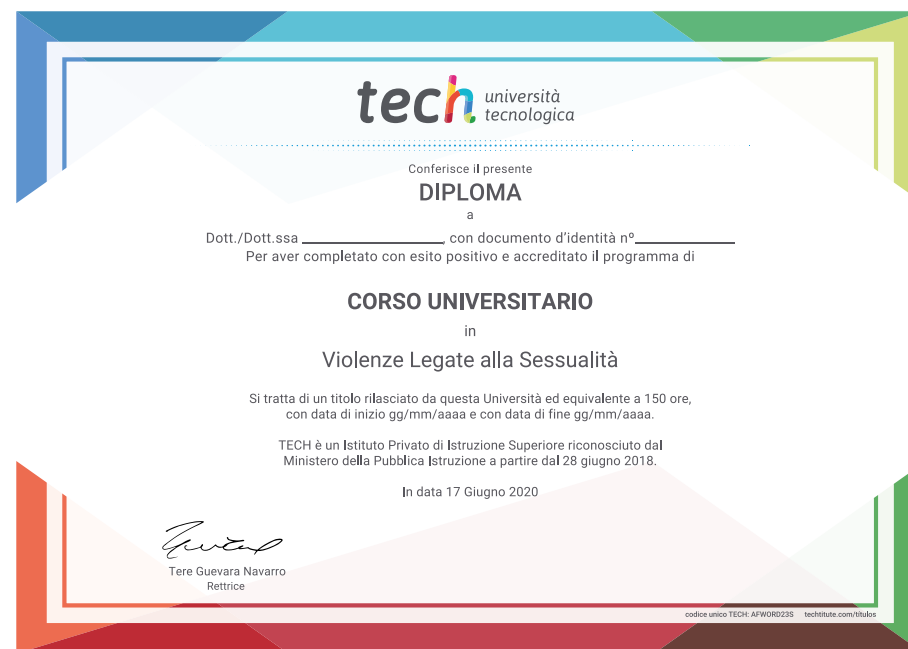 tech università
tecnologica
Conferisce il presente
DIPLOMA
a
Dott./Dott.ssa ____________________, con documento d'identità nº______________
Per aver completato con esito positivo e accreditato il programma di
CORSO UNIVERSITARIO
in
Violenze Legate alla Sessualità
Si tratta di un titolo rilasciato da questa Università ed equivalente a 150 ore,
con data di inizio gg/mm/aaaa e con data di fine gg/mm/aaaa.
TECH è un Istituto Privato di Istruzione Superiore riconosciuto dal
Ministero della Pubblica Istruzione a partire dal 28 giugno 2018.
In data 17 Giugno 2020
Tere Guevara Navarro
Rettrice
codice unico TECH: AFWORD23S techtitute.com/titulos